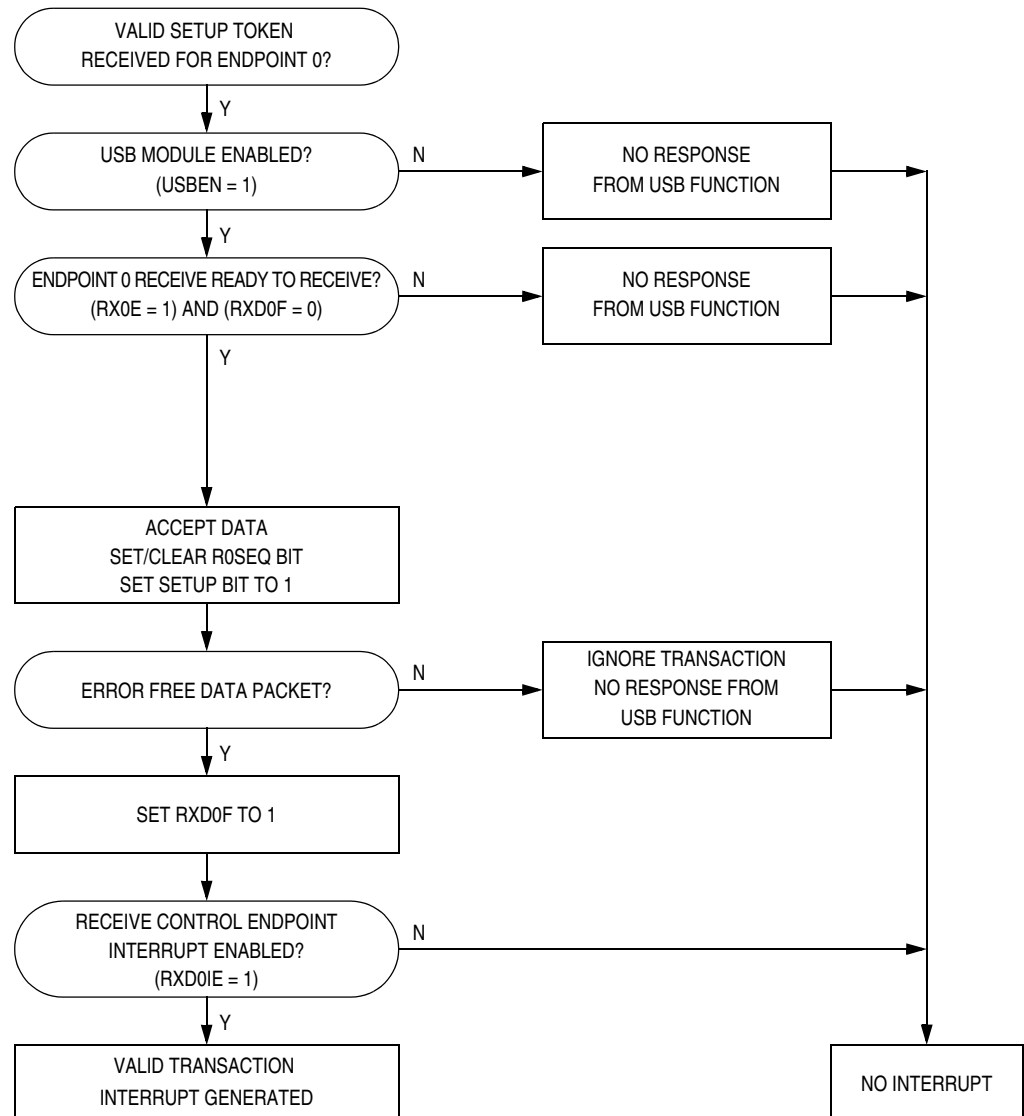 VALID SETUP TOKEN
RECEIVED FOR ENDPOINT 0?
Y
USB MODULE ENABLED?
(USBEN = 1)
N
NO RESPONSE
FROM USB FUNCTION
Y
ENDPOINT 0 RECEIVE READY TO RECEIVE?
(RX0E = 1) AND (RXD0F = 0)
N
NO RESPONSE
FROM USB FUNCTION
Y
ACCEPT DATA
SET/CLEAR R0SEQ BIT
SET SETUP BIT TO 1
ERROR FREE DATA PACKET?
N
IGNORE TRANSACTION
NO RESPONSE FROM
USB FUNCTION
Y
SET RXD0F TO 1
RECEIVE CONTROL ENDPOINT
INTERRUPT ENABLED?
(RXD0IE = 1)
N
Y
VALID TRANSACTION
INTERRUPT GENERATED
NO INTERRUPT